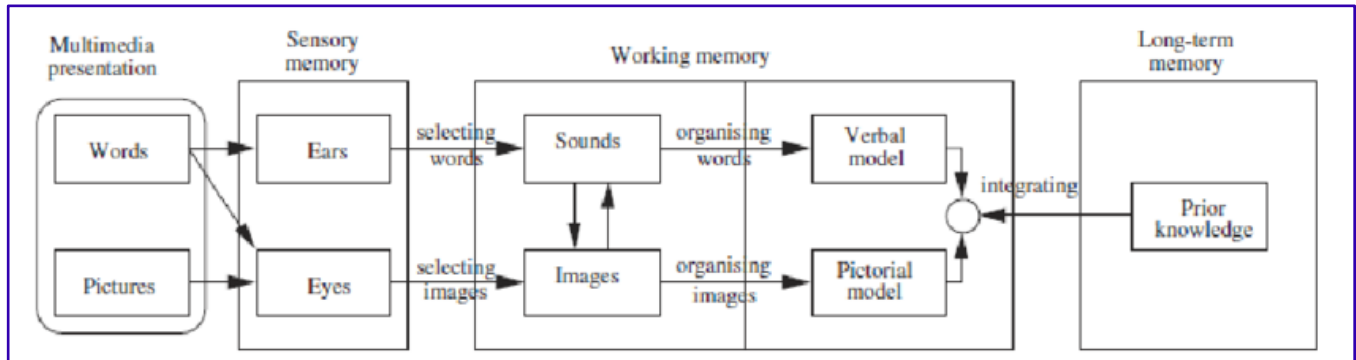 Multimedia
presentation
Sensory
memory
Working memory
Long-term
memory
Words
Ears
selecting
words
Sounds
organising
words
Verbal
model
integrating
Prior
knowledge
Pictures
Eyes
selecting
images
Images
organising
images
Pictorial
model